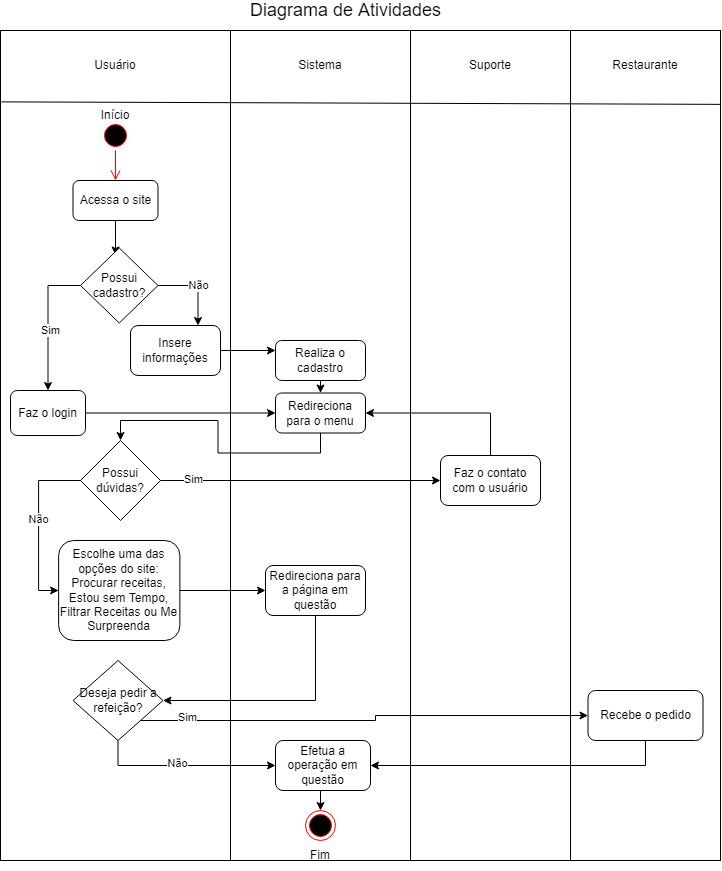 Diagrama de Atividades
Usuário
Sistema
Suporte
Restaurante
Início
Acessa o site
Possui
cadastro?
Não
Sim
Insere
informações
Realiza o
cadastro
Faz o login
Redireciona
para o menu
Possui
dúvidas?
Sim
Faz o contato
com o usuário
Não
Escolhe uma das
opções do site:
Procurar receitas,
Estou sem Tempo,
Filtrar Receitas ou Me
Surpreenda
Redireciona para
a página em
questão
Deseja pedir a
refeição?
Sim
Recebe o pedido
Não
Efetua a
operação em
questão
Fim